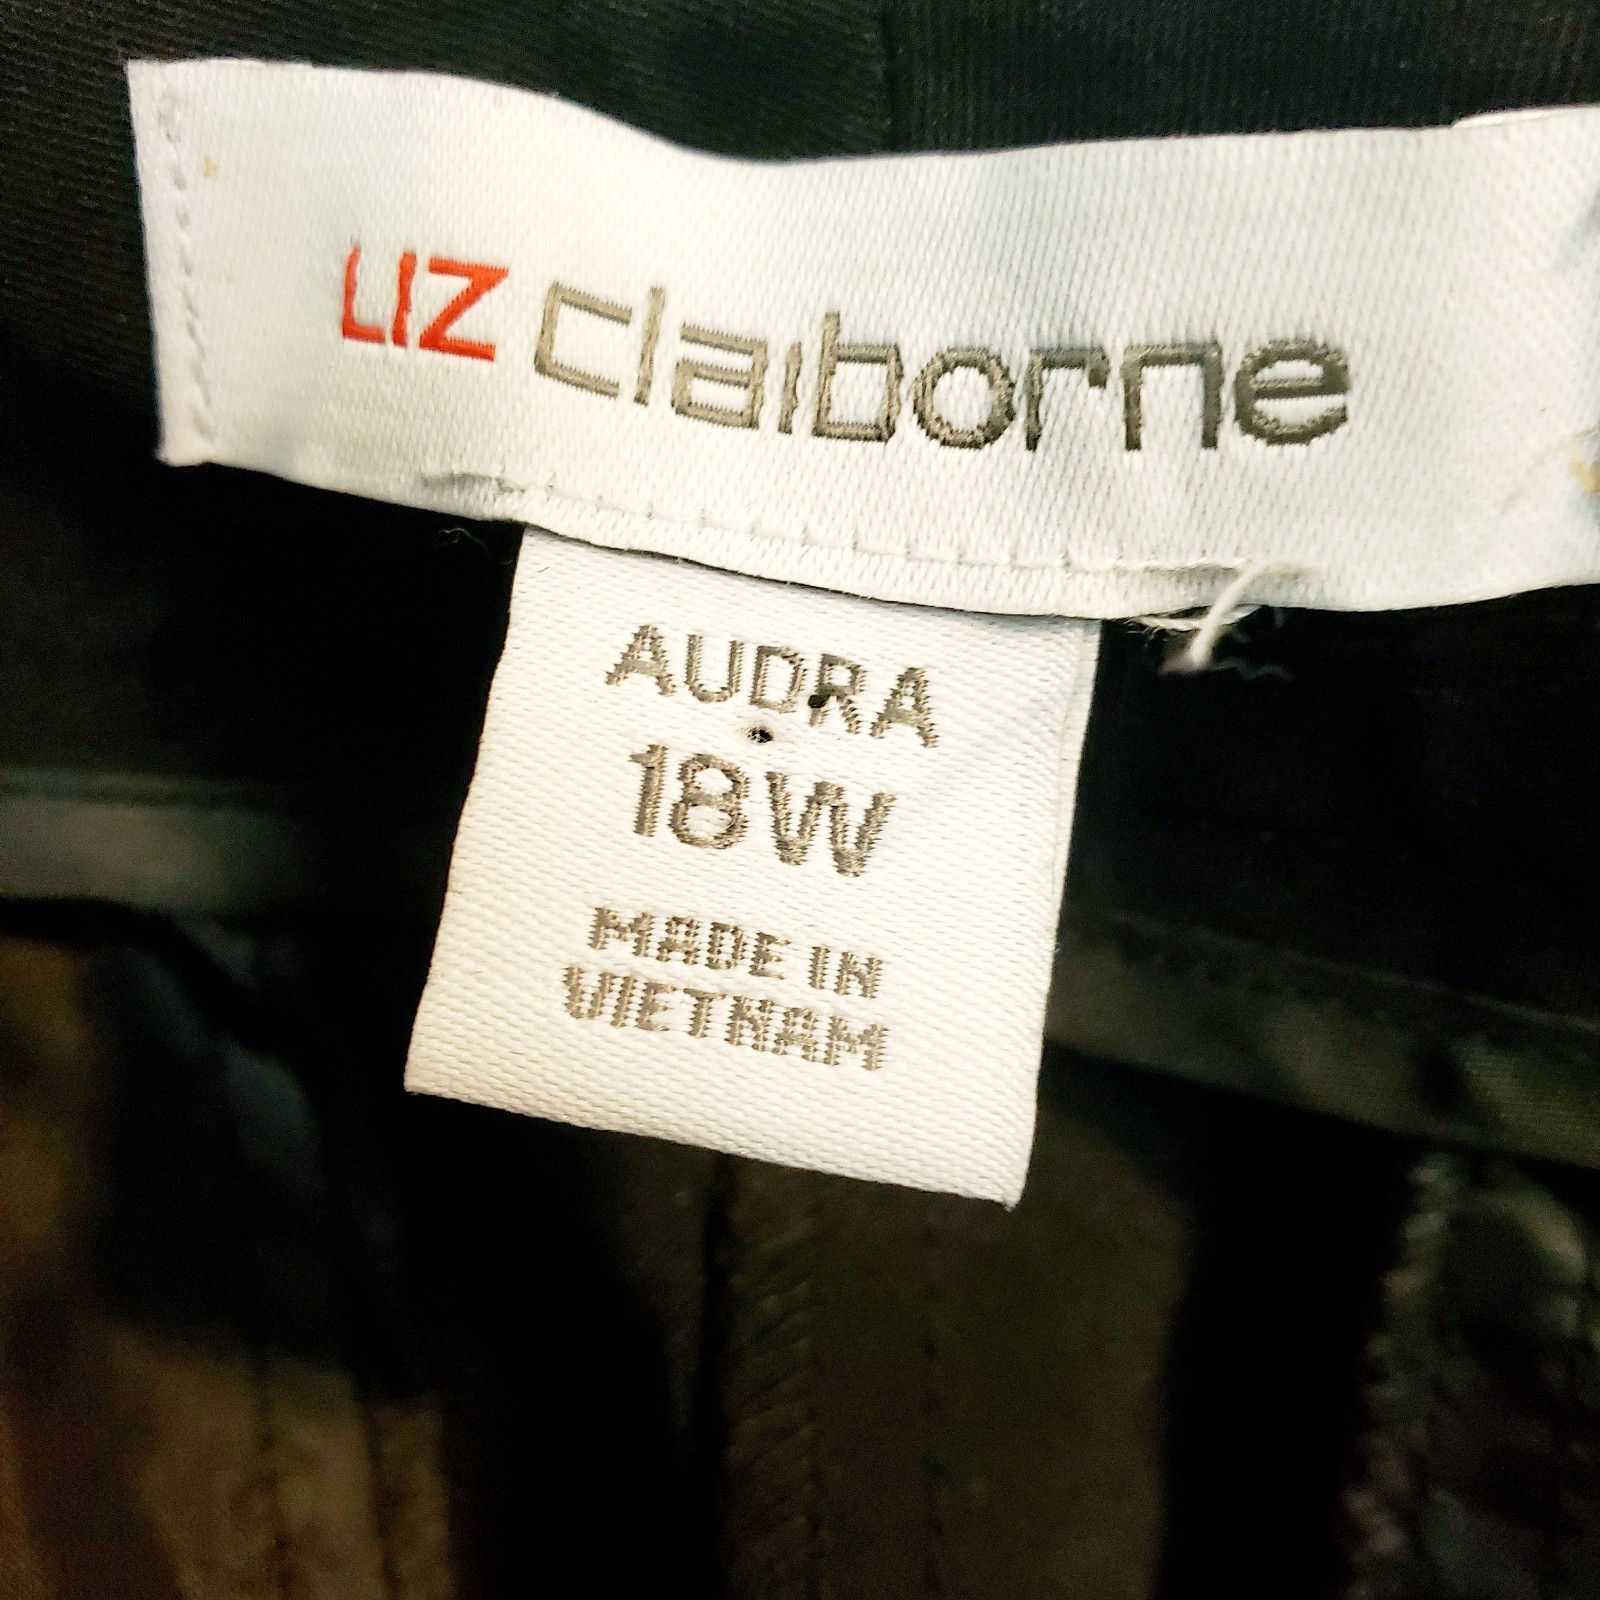 LIZ claiborne
AUDRA
18W
MADE IN
VIETNAM